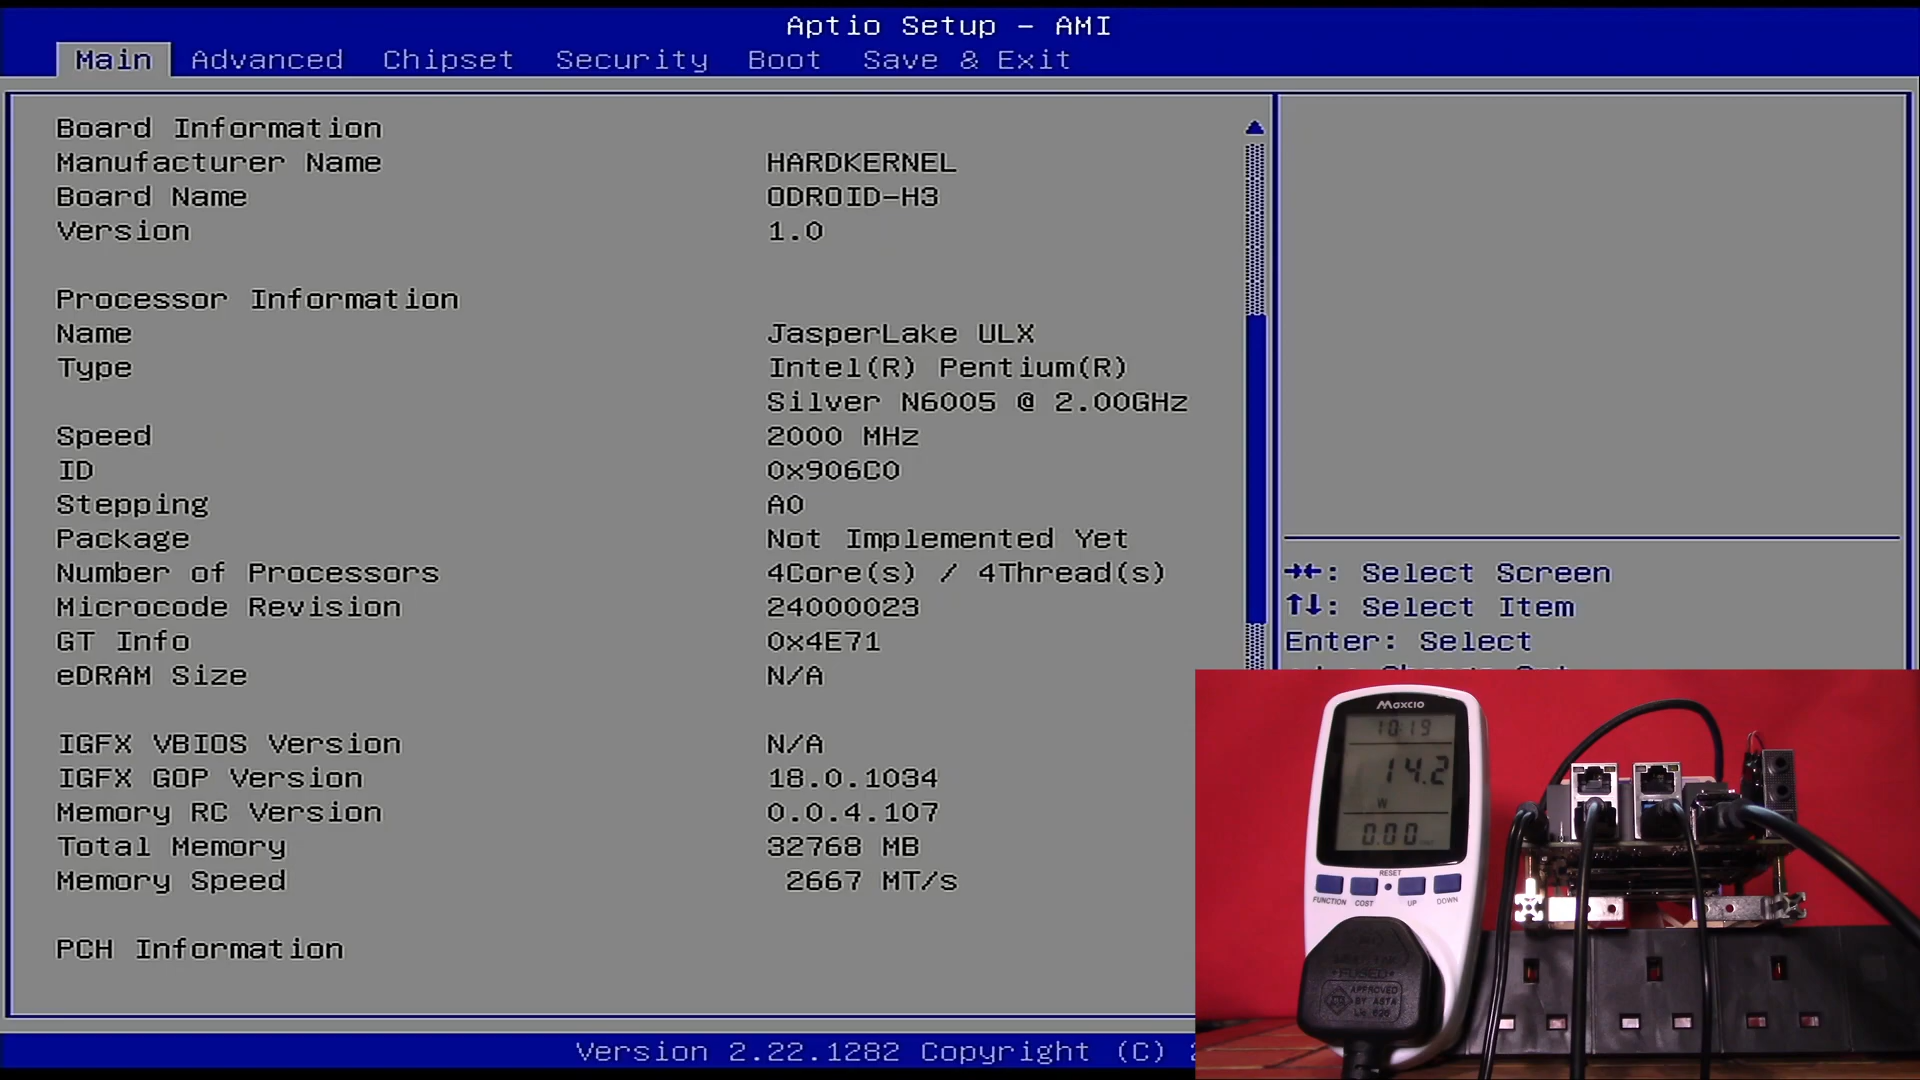 Aptio Setup - AMI
Main Advanced Chipset Security Boot Save & Exit
Board Information
Manufacturer Name HARDKERNEL
Board Name ODROID-H3
Version 1.0
Processor Information
Name JasperLake ULX
Type Intel(R) Pentium(R)
Silver N6005 @ 2.00GHz
Speed 2000 MHz
ID 0x906C0
Stepping A0
Package Not Implemented Yet
Number of Processors 4Core(s) / 4Thread(s)
Microcode Revision 24000023
GT Info 0x4E71
eDRAM Size N/A
IGFX VBIOS Version N/A
IGFX GOP Version 18.0.1034
Memory RC Version 0.0.4.107
Total Memory 32768 MB
Memory Speed 2667 MT/s
PCH Information
→←: Select Screen
↑↓: Select Item
Enter: Select
Version 2.22.1282 Copyright (C)
Maxcio
10:19
14.2
W
0.00
RESET
FUNCTION COST UP DOWN
FUSED
APPROVED
BY ASTA